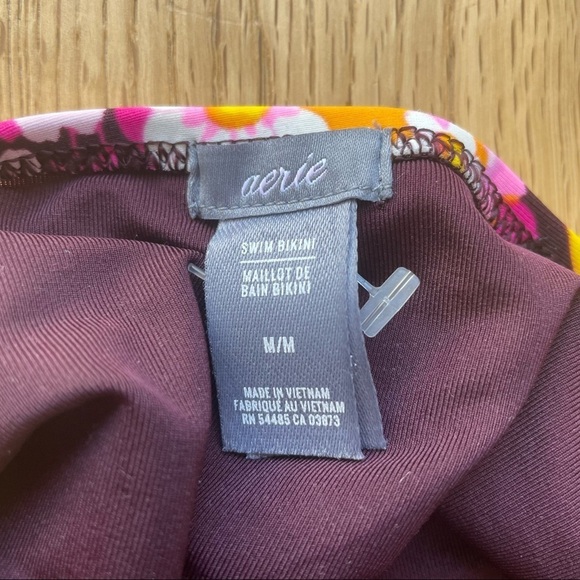 aerie
SWIM BIKINI
MAILLOT DE
BAIN BIKINI
M/M
MADE IN VIETNAM
FABRIQUÉ AU VIETNAM
RN 54485 CA 03873